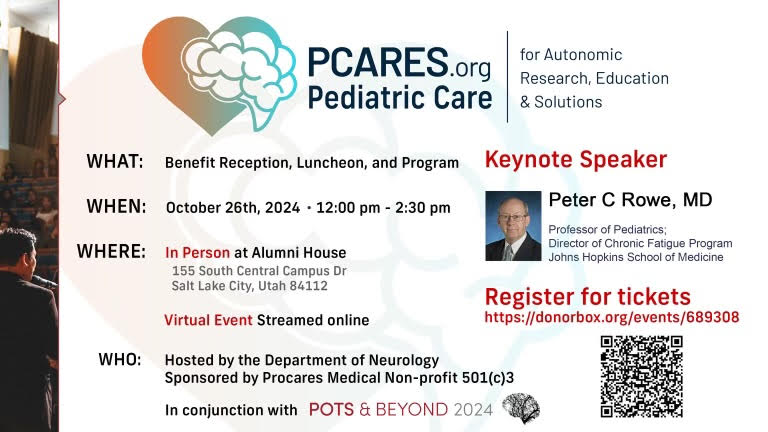 PCARES.org
Pediatric Care
for Autonomic
Research, Education
& Solutions
WHAT: Benefit Reception, Luncheon, and Program
WHEN: October 26th, 2024 • 12:00 pm - 2:30 pm
WHERE: In Person at Alumni House
155 South Central Campus Dr
Salt Lake City, Utah 84112
Virtual Event Streamed online
WHO: Hosted by the Department of Neurology
Sponsored by Procares Medical Non-profit 501(c)3
In conjunction with POTS & BEYOND 2024
Keynote Speaker
Peter C Rowe, MD
Professor of Pediatrics;
Director of Chronic Fatigue Program
Johns Hopkins School of Medicine
Register for tickets
https://donorbox.org/events/689308